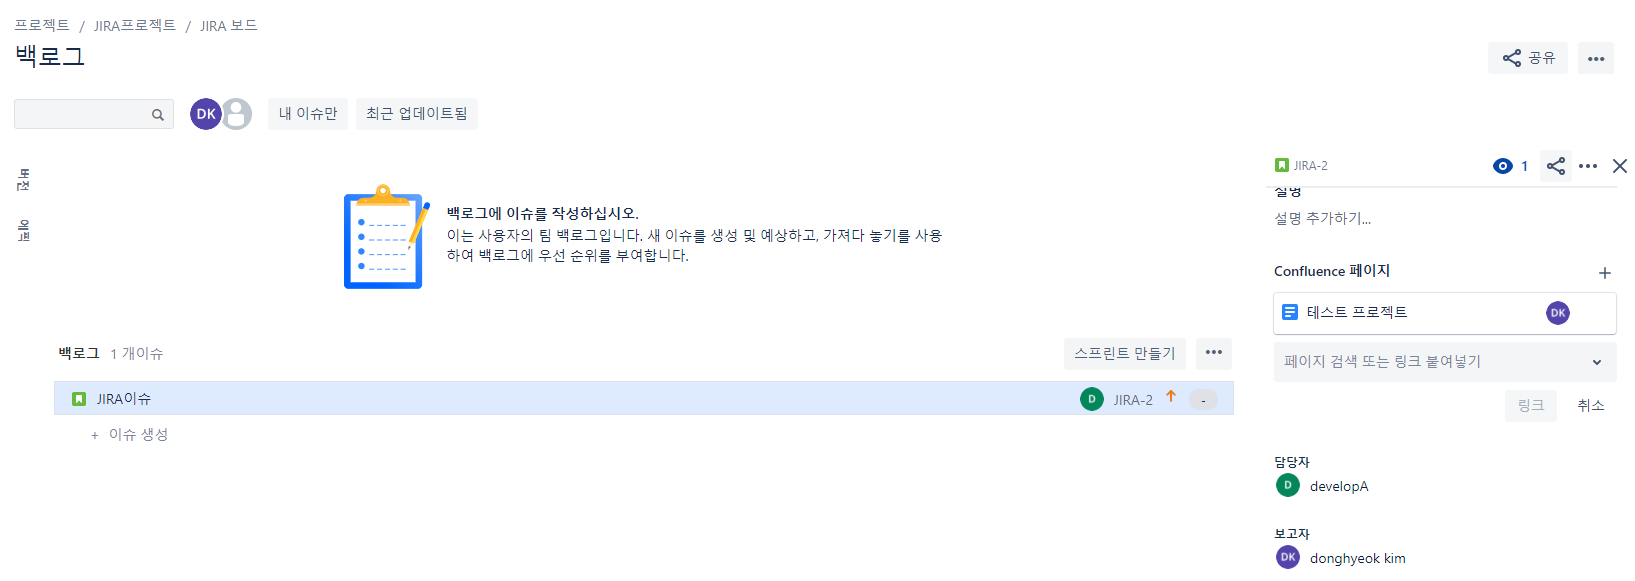 프로젝트 / JIRA프로젝트 / JIRA 보드
백로그
공유
DK
내 이슈만
최근 업데이트됨
버전
에픽
백로그에 이슈를 작성하십시오.
이는 사용자의 팀 백로그입니다. 새 이슈를 생성 및 예상하고, 가져다 놓기를 사용
하여 백로그에 우선 순위를 부여합니다.
백로그 1 개이슈
스프린트 만들기
JIRA이슈
D JIRA-2 -
+ 이슈 생성
JIRA-2
1
설명
설명 추가하기...
Confluence 페이지
테스트 프로젝트 DK
페이지 검색 또는 링크 붙여넣기
링크 취소
담당자
D developA
보고자
DK donghyeok kim